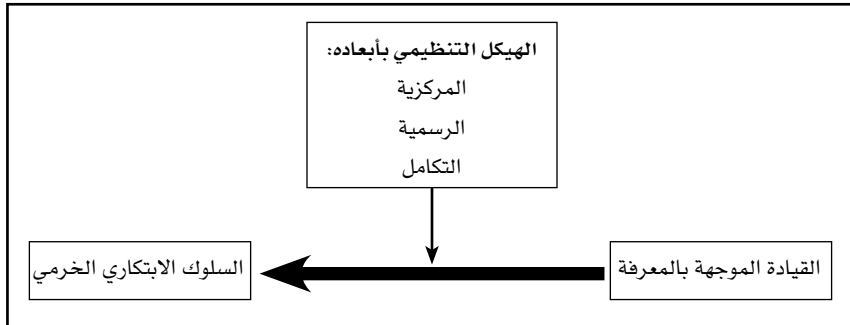 الهيكل التنظيمي بأبعاده:
المركزية
الرسمية
التكامل
القيادة الموجهة بالمعرفة
السلوك الابتكاري الخرمي